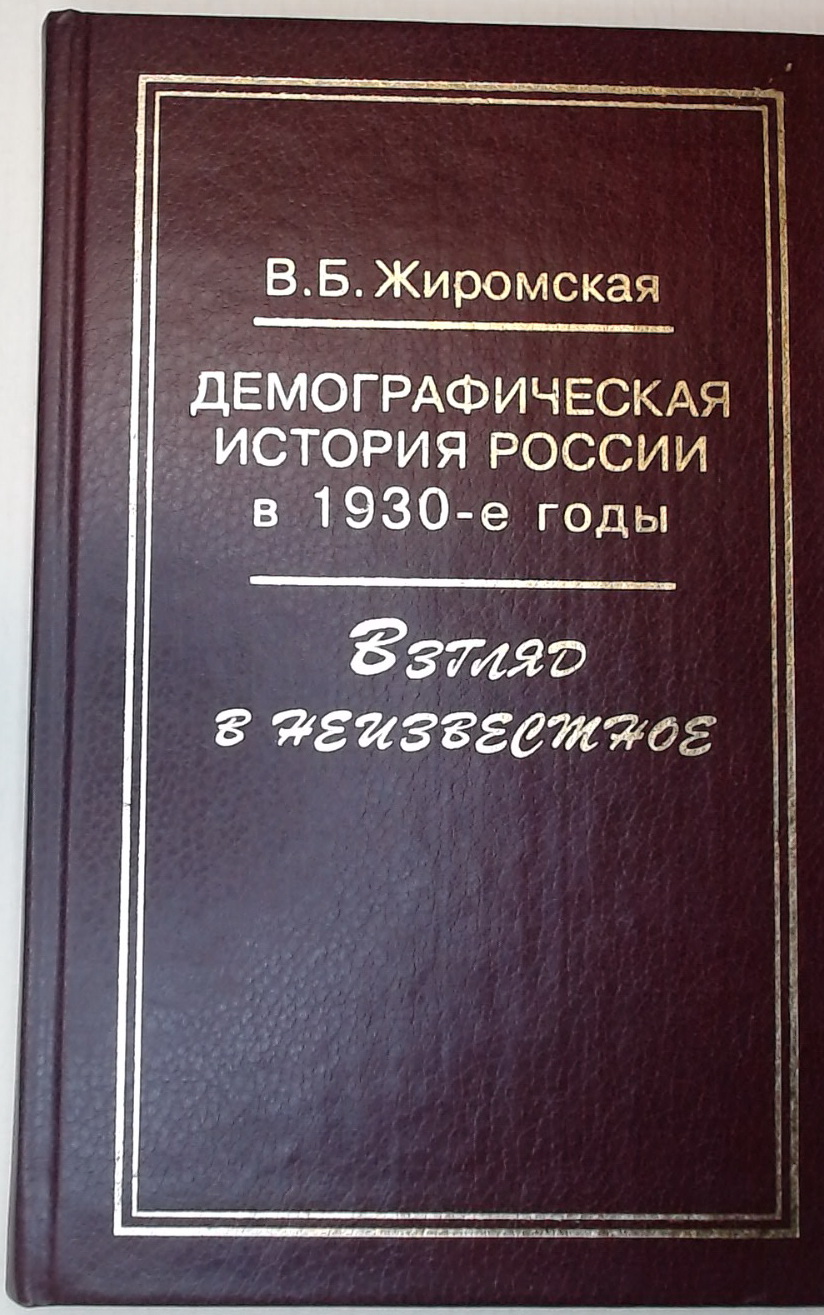 В.Б. Жиромская
ДЕМОГРАФИЧЕСКАЯ
ИСТОРИЯ РОССИИ
в 1930-е годы
Взгляд
в неизвестное